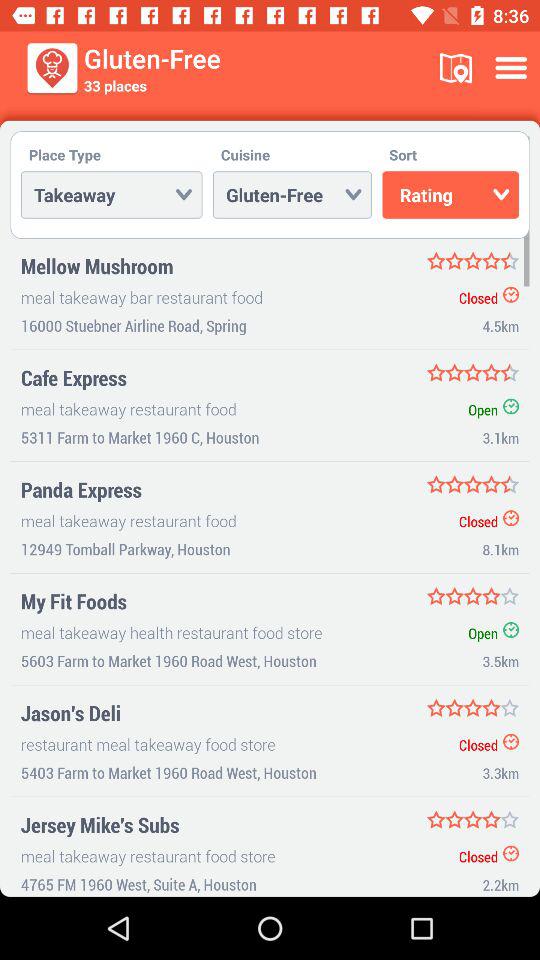 8:36
Gluten-Free
33 places
Place Type Cuisine Sort
Takeaway Gluten-Free Rating
Mellow Mushroom
meal takeaway bar restaurant food Closed
16000 Stuebner Airline Road, Spring 4.5km
Cafe Express
meal takeaway restaurant food Open
5311 Farm to Market 1960 C, Houston 3.1km
Panda Express
meal takeaway restaurant food Closed
12949 Tomball Parkway, Houston 8.1km
My Fit Foods
meal takeaway health restaurant food store Open
5603 Farm to Market 1960 Road West, Houston 3.5km
Jason's Deli
restaurant meal takeaway food store Closed
5403 Farm to Market 1960 Road West, Houston 3.3km
Jersey Mike's Subs
meal takeaway restaurant food store Closed
4765 FM 1960 West, Suite A, Houston 2.2km